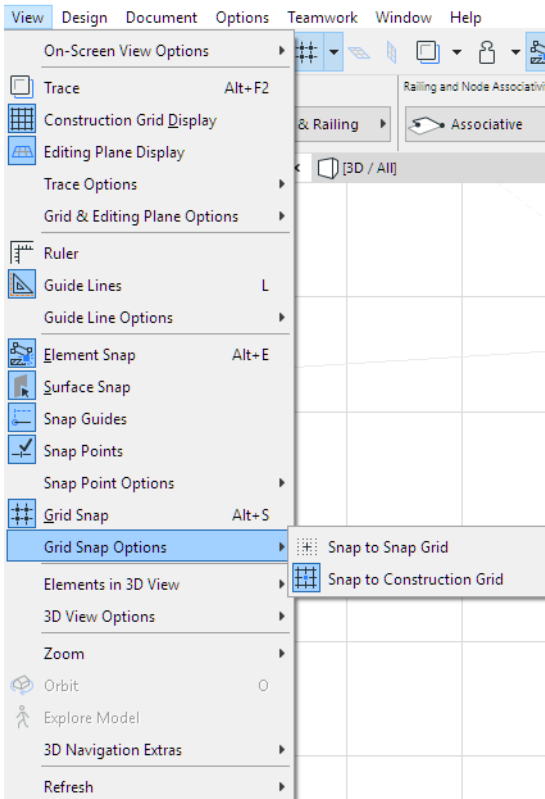 View Design Document Options Teamwork Window Help
On-Screen View Options
Railing and Node Associativi
Trace Alt+F2
Construction Grid Display
& Railing Associative
Editing Plane Display
[3D / All]
Trace Options
Grid & Editing Plane Options
Ruler
Guide Lines L
Guide Line Options
Element Snap Alt+E
Surface Snap
Snap Guides
Snap Points
Snap Point Options
Grid Snap Alt+S
Grid Snap Options
Snap to Snap Grid
Snap to Construction Grid
Elements in 3D View
3D View Options
Zoom
Orbit O
Explore Model
3D Navigation Extras
Refresh